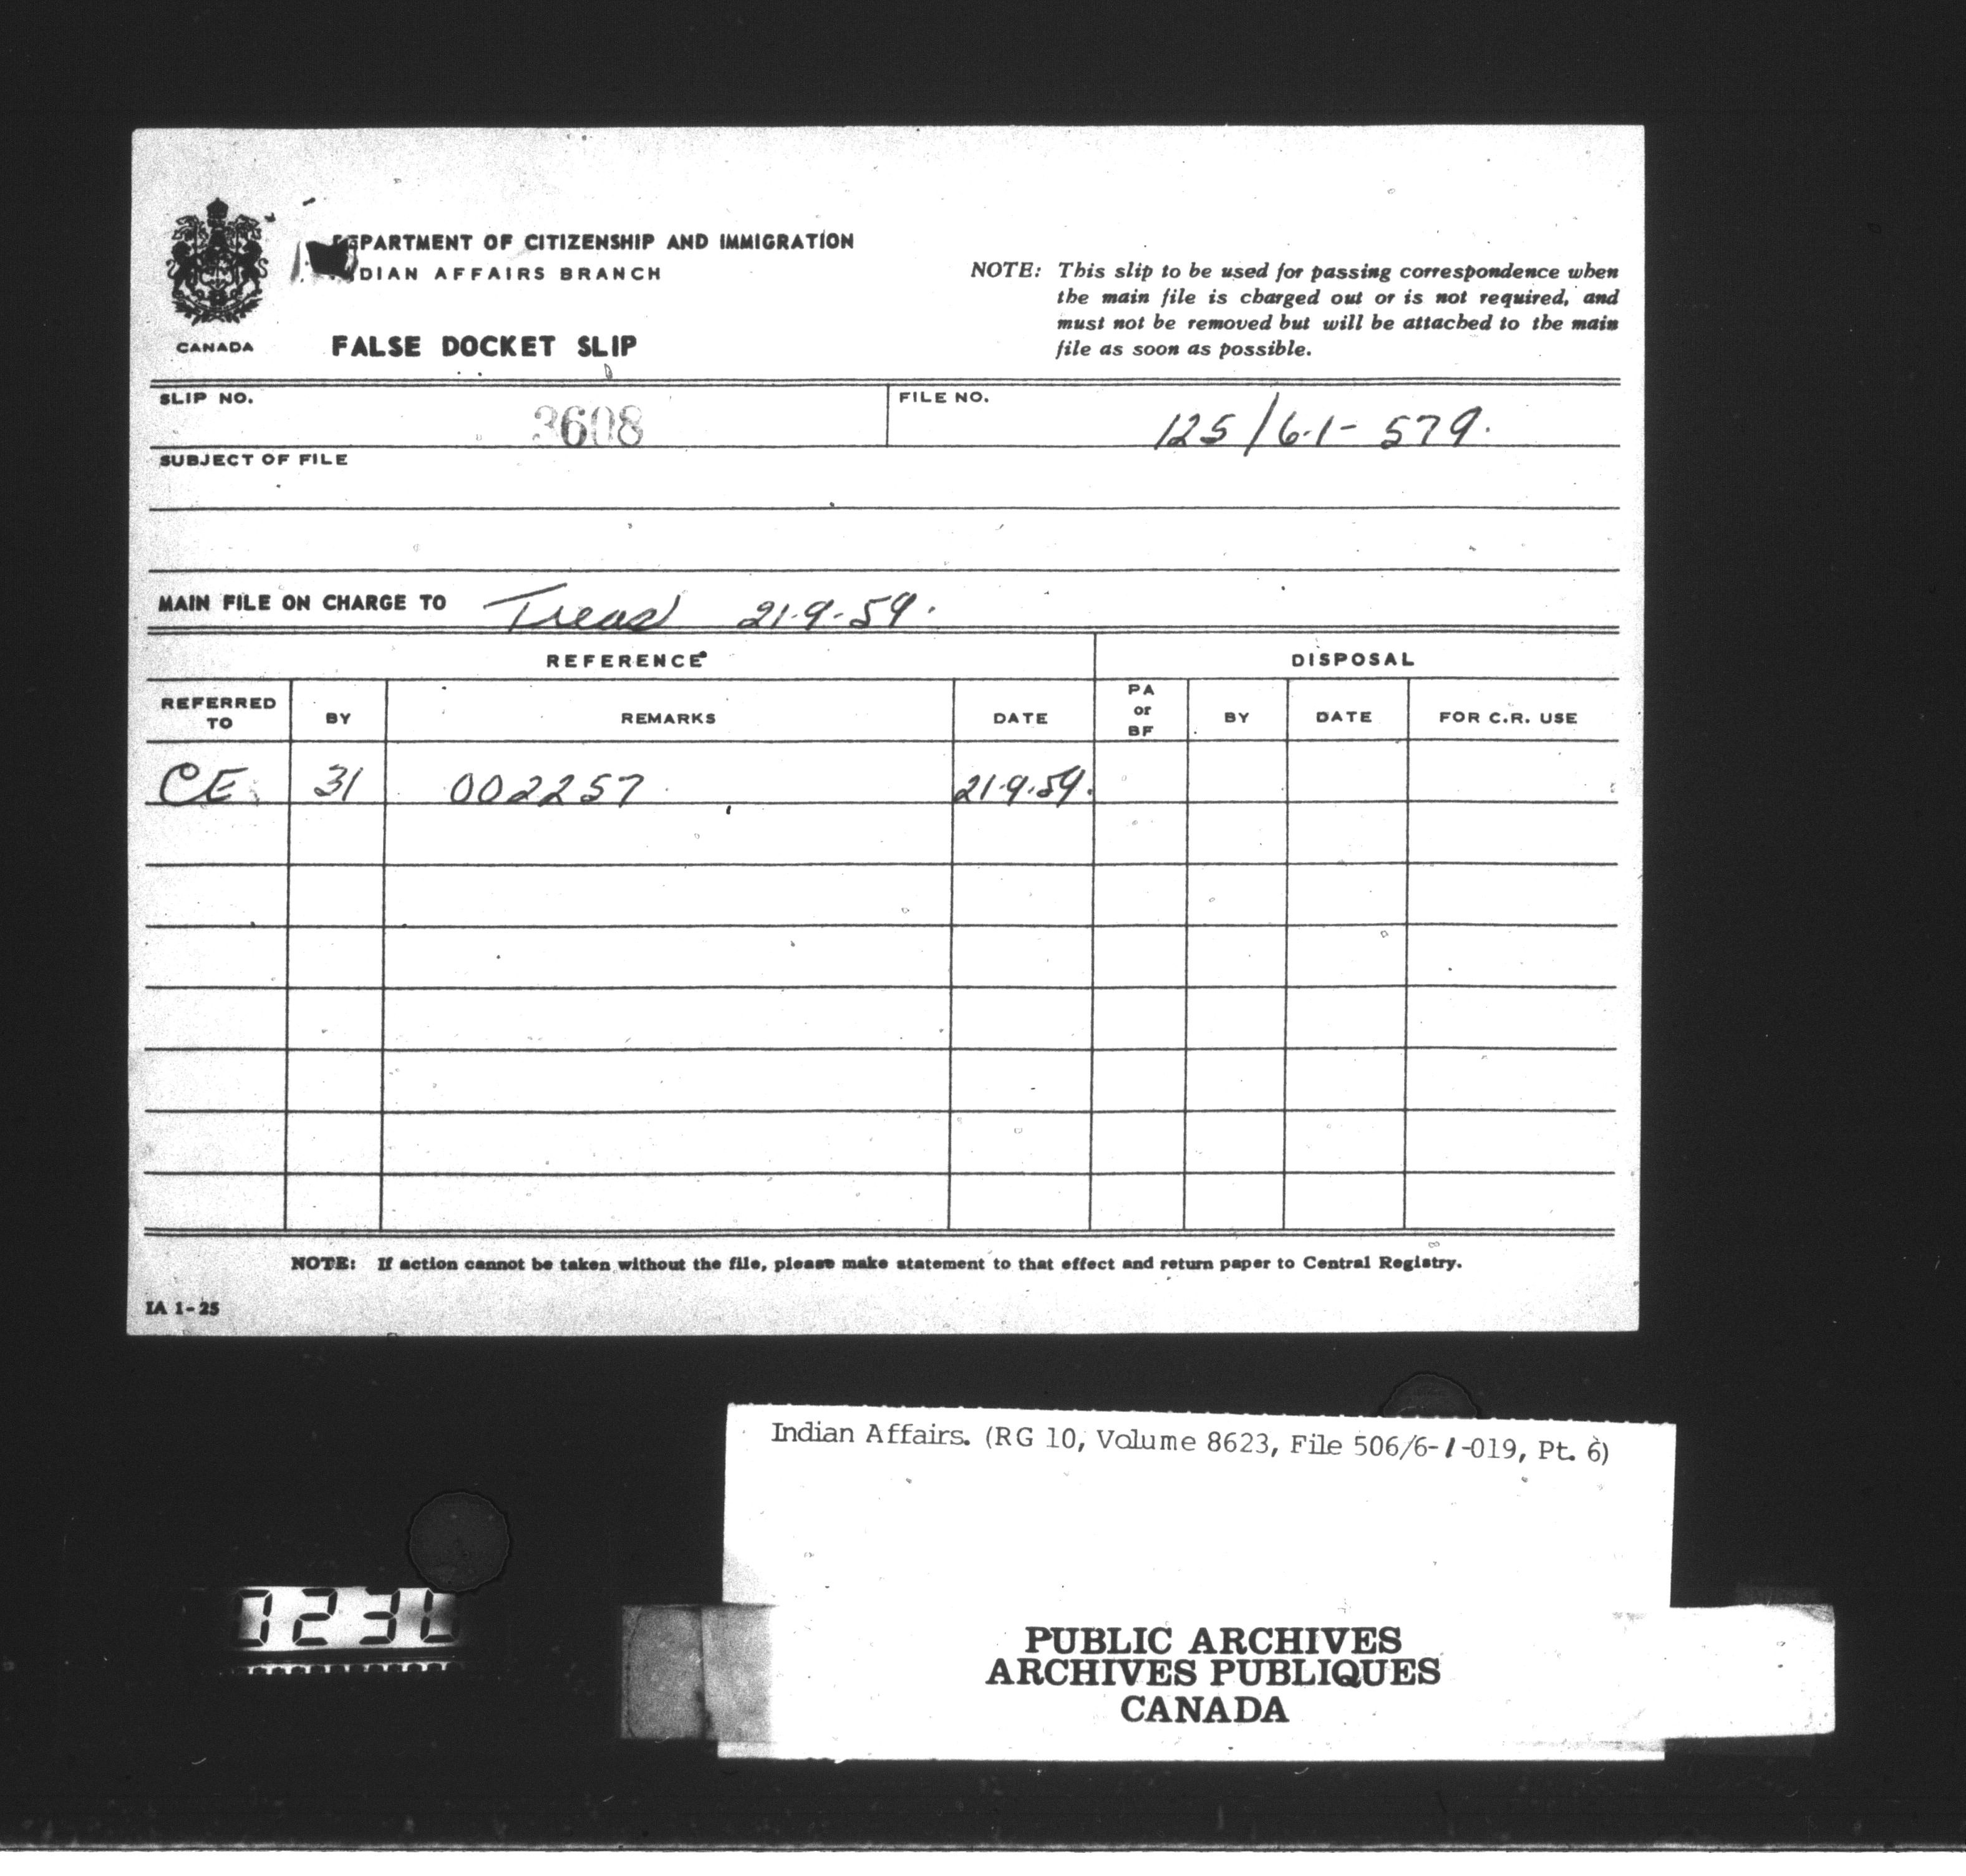 DEPARTMENT OF CITIZENSHIP AND IMMIGRATION
INDIAN AFFAIRS BRANCH
CANADA
FALSE DOCKET SLIP
NOTE: This slip to be used for passing correspondence when
the main file is charged out or is not required, and
must not be removed but will be attached to the main
file as soon as possible.
SLIP NO. 3608
FILE NO. 125/6-1-579.
SUBJECT OF FILE
MAIN FILE ON CHARGE TO Treas 21.9.59.
REFERENCE DISPOSAL
REFERRED TO BY REMARKS DATE PA or BF BY DATE FOR C.R. USE
CE 31 002257 21.9.59.
NOTE: If action cannot be taken without the file, please make statement to that effect and return paper to Central Registry.
IA 1-25
Indian Affairs. (RG 10, Volume 8623, File 506/6-1-019, Pt. 6)
PUBLIC ARCHIVES
ARCHIVES PUBLIQUES
CANADA